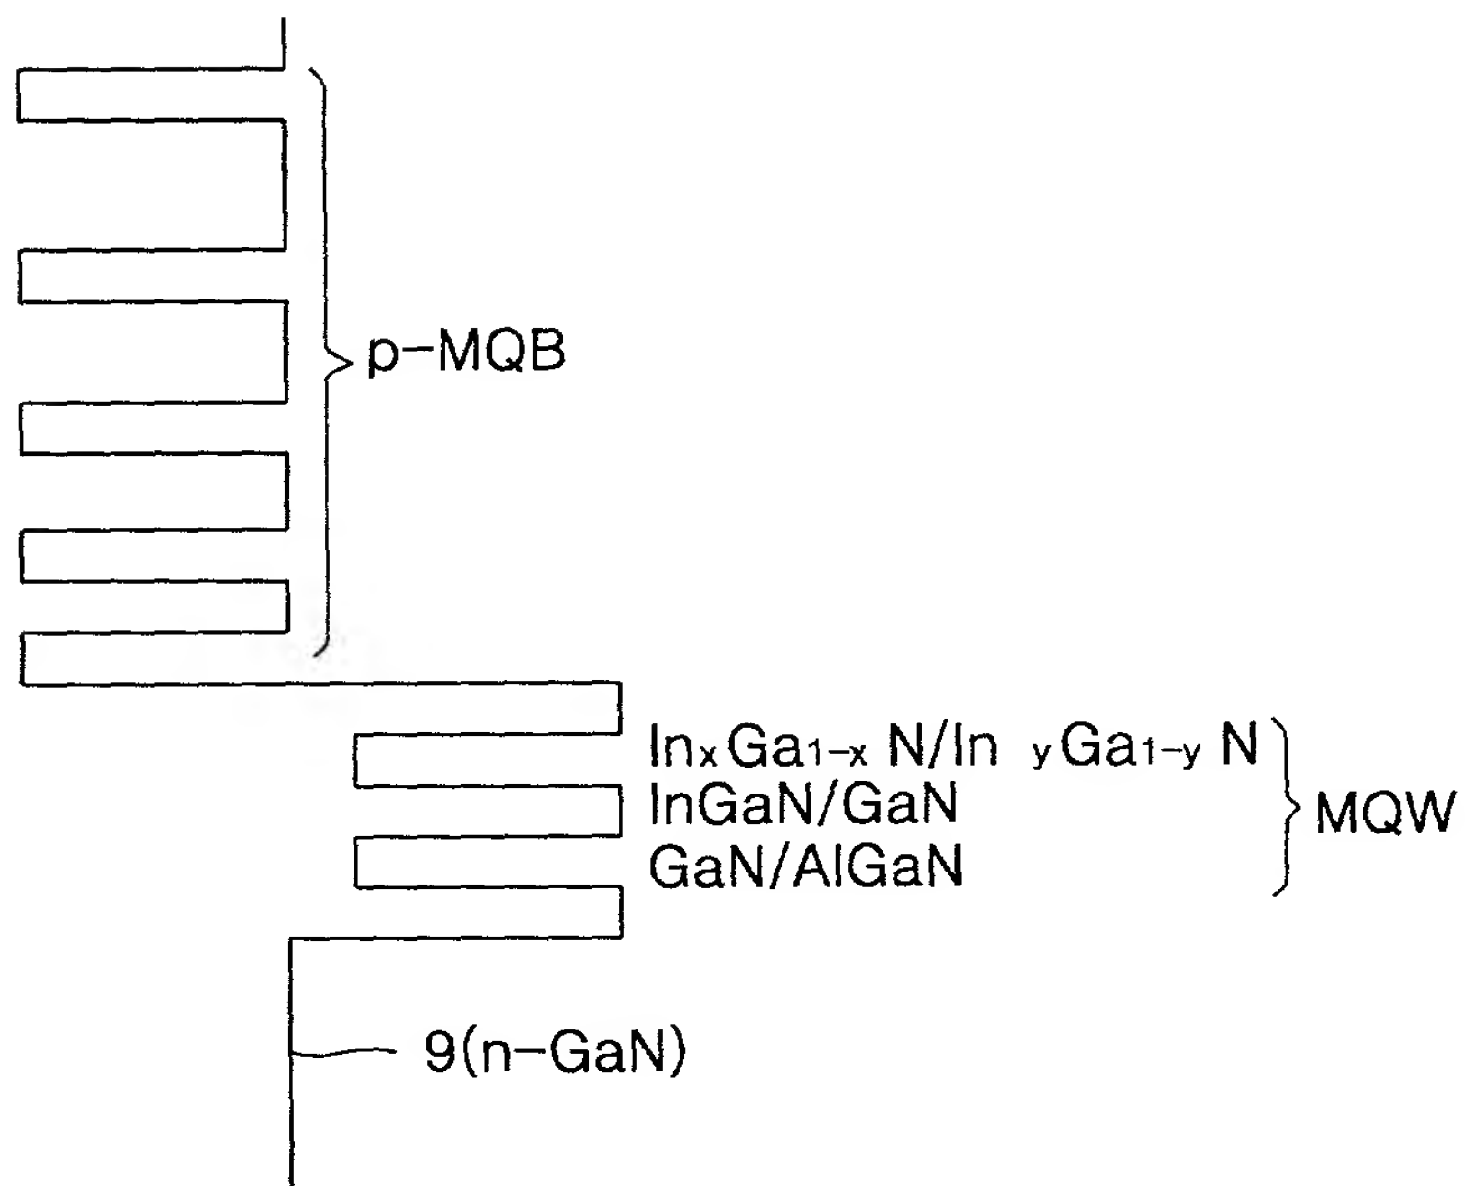 p-MQB
InₓGa₁₋ₓ N/In yGa₁₋y N
InGaN/GaN
GaN/AlGaN
MQW
9(n-GaN)